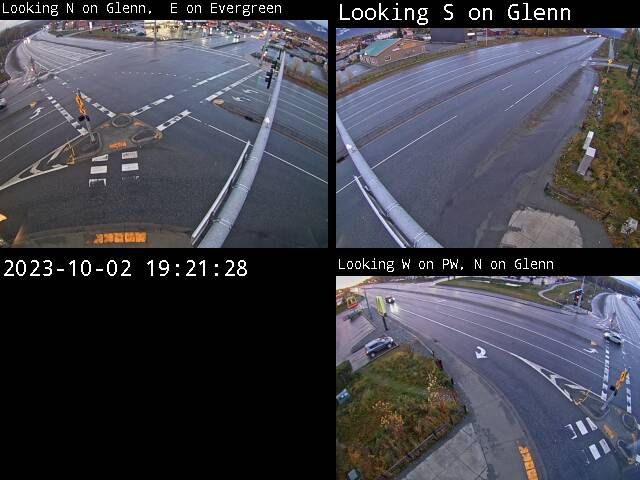 Looking N on Glenn,  E on Evergreen
Looking S on Glenn
2023-10-02 19:21:28
Looking W on PW, N on Glenn